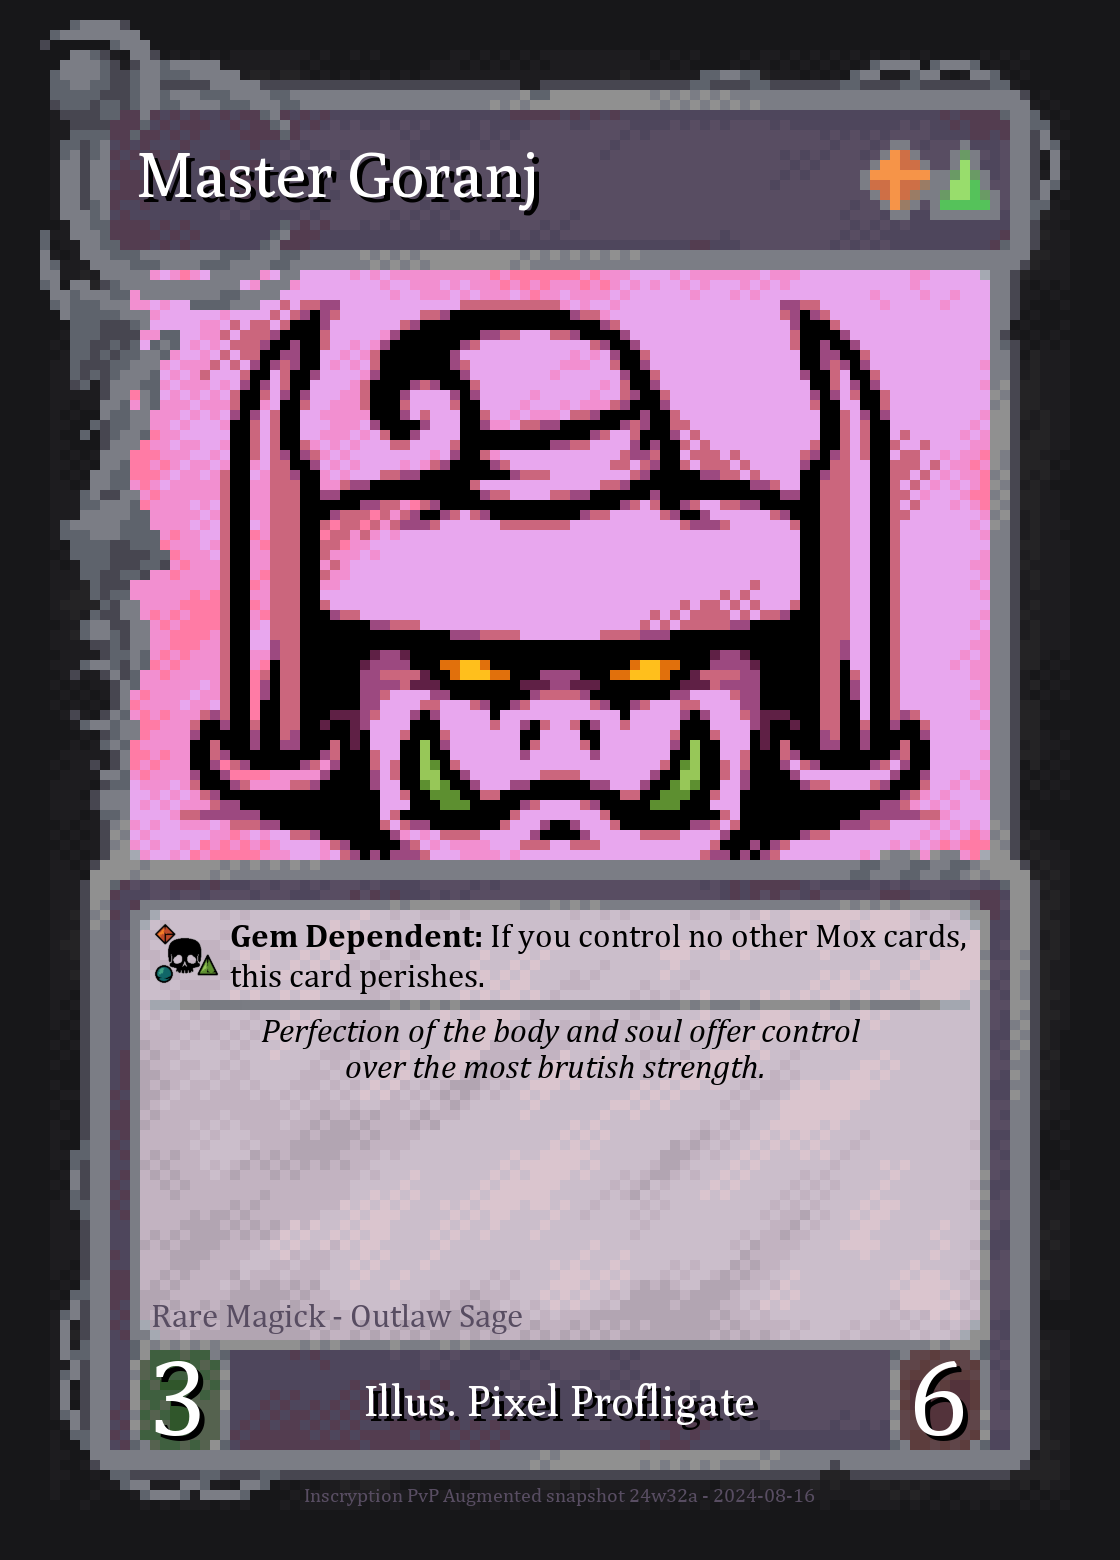 Master Goranj
Gem Dependent: If you control no other Mox cards,
this card perishes.
Perfection of the body and soul offer control
over the most brutish strength.
Rare Magick - Outlaw Sage
3
Illus. Pixel Profligate
6
Inscryption PvP Augmented snapshot 24w32a - 2024-08-16